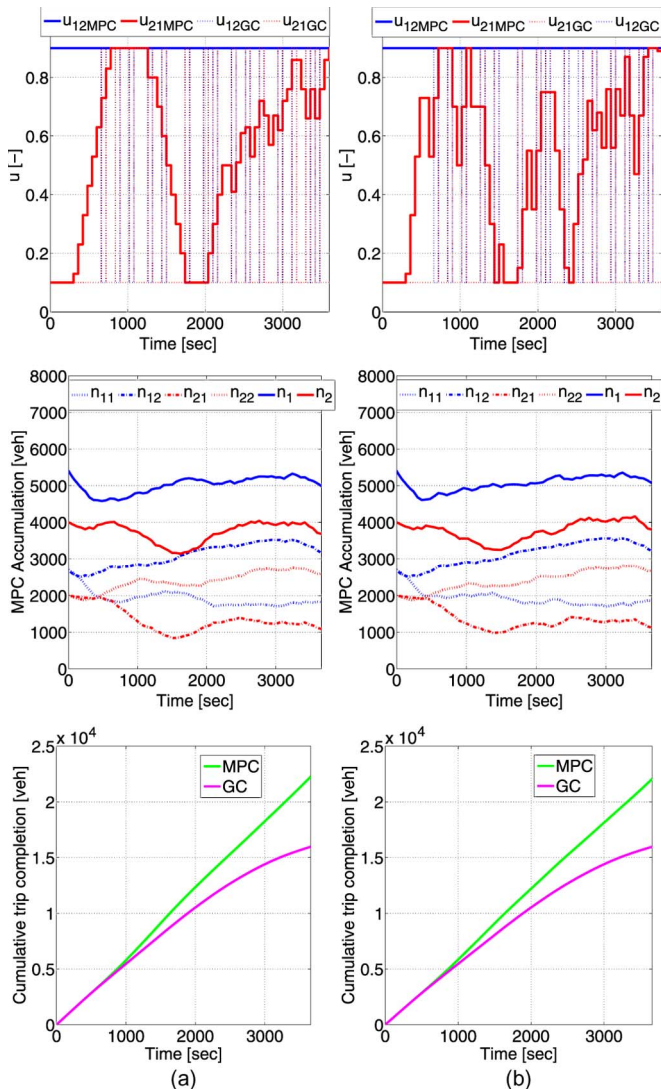 u12MPC u21MPC u12GC u21GC
u12MPC u21MPC u21GC u12GC
0.8
0.6
0.4
0.2
0
u [−]
0 1000 2000 3000
Time [sec]
0.8
0.6
0.4
0.2
0
u [−]
0 1000 2000 3000
Time [sec]
n11 n12 n21 n22 n1 n2
8000
7000
6000
5000
4000
3000
2000
1000
0
MPC Accumulation [veh]
0 1000 2000 3000
Time [sec]
n11 n12 n21 n22 n1 n2
8000
7000
6000
5000
4000
3000
2000
1000
0
MPC Accumulation [veh]
0 1000 2000 3000
Time [sec]
x 10^4
2.5
2
1.5
1
0.5
0
Cumulative trip completion [veh]
MPC
GC
0 1000 2000 3000
Time [sec]
(a)
x 10^4
2.5
2
1.5
1
0.5
0
Cumulative trip completion [veh]
MPC
GC
0 1000 2000 3000
Time [sec]
(b)